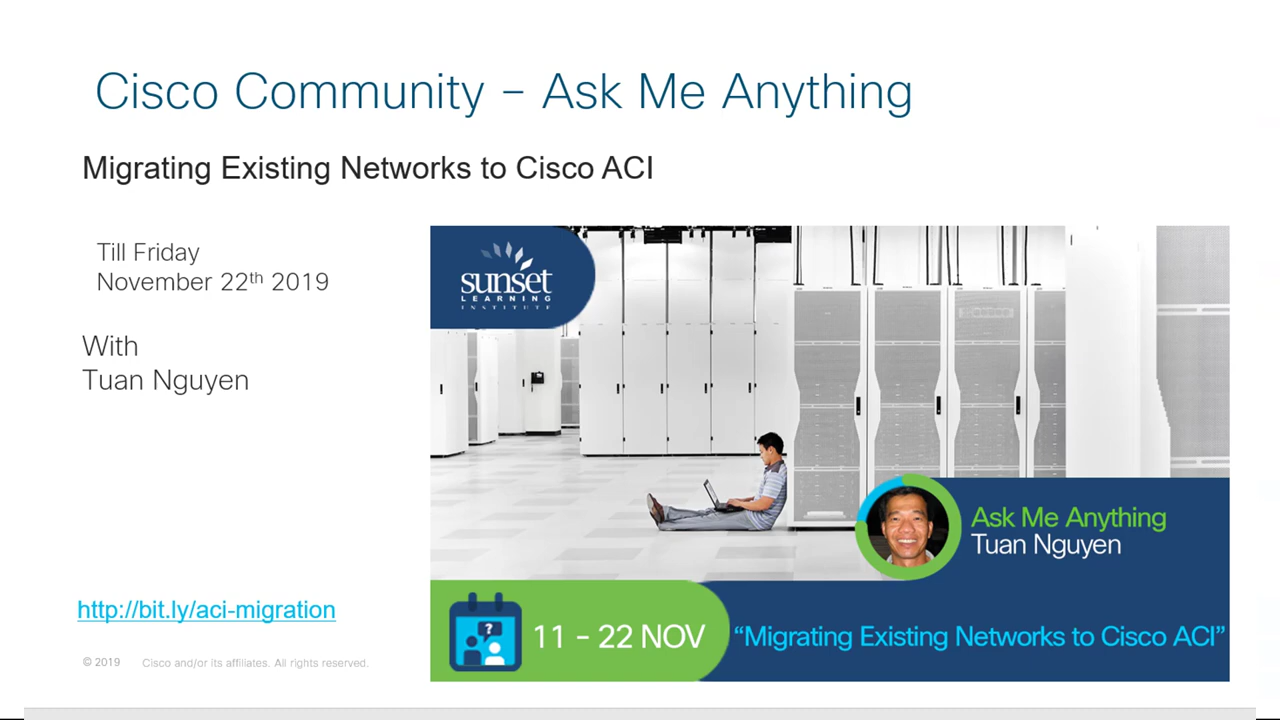 Cisco Community – Ask Me Anything
Migrating Existing Networks to Cisco ACI
Till Friday
November 22th 2019
With
Tuan Nguyen
sunset
LEARNING
INSTITUTE
Ask Me Anything
Tuan Nguyen
11 – 22 NOV
“Migrating Existing Networks to Cisco ACI”
http://bit.ly/aci-migration
© 2019 Cisco and/or its affiliates. All rights reserved.